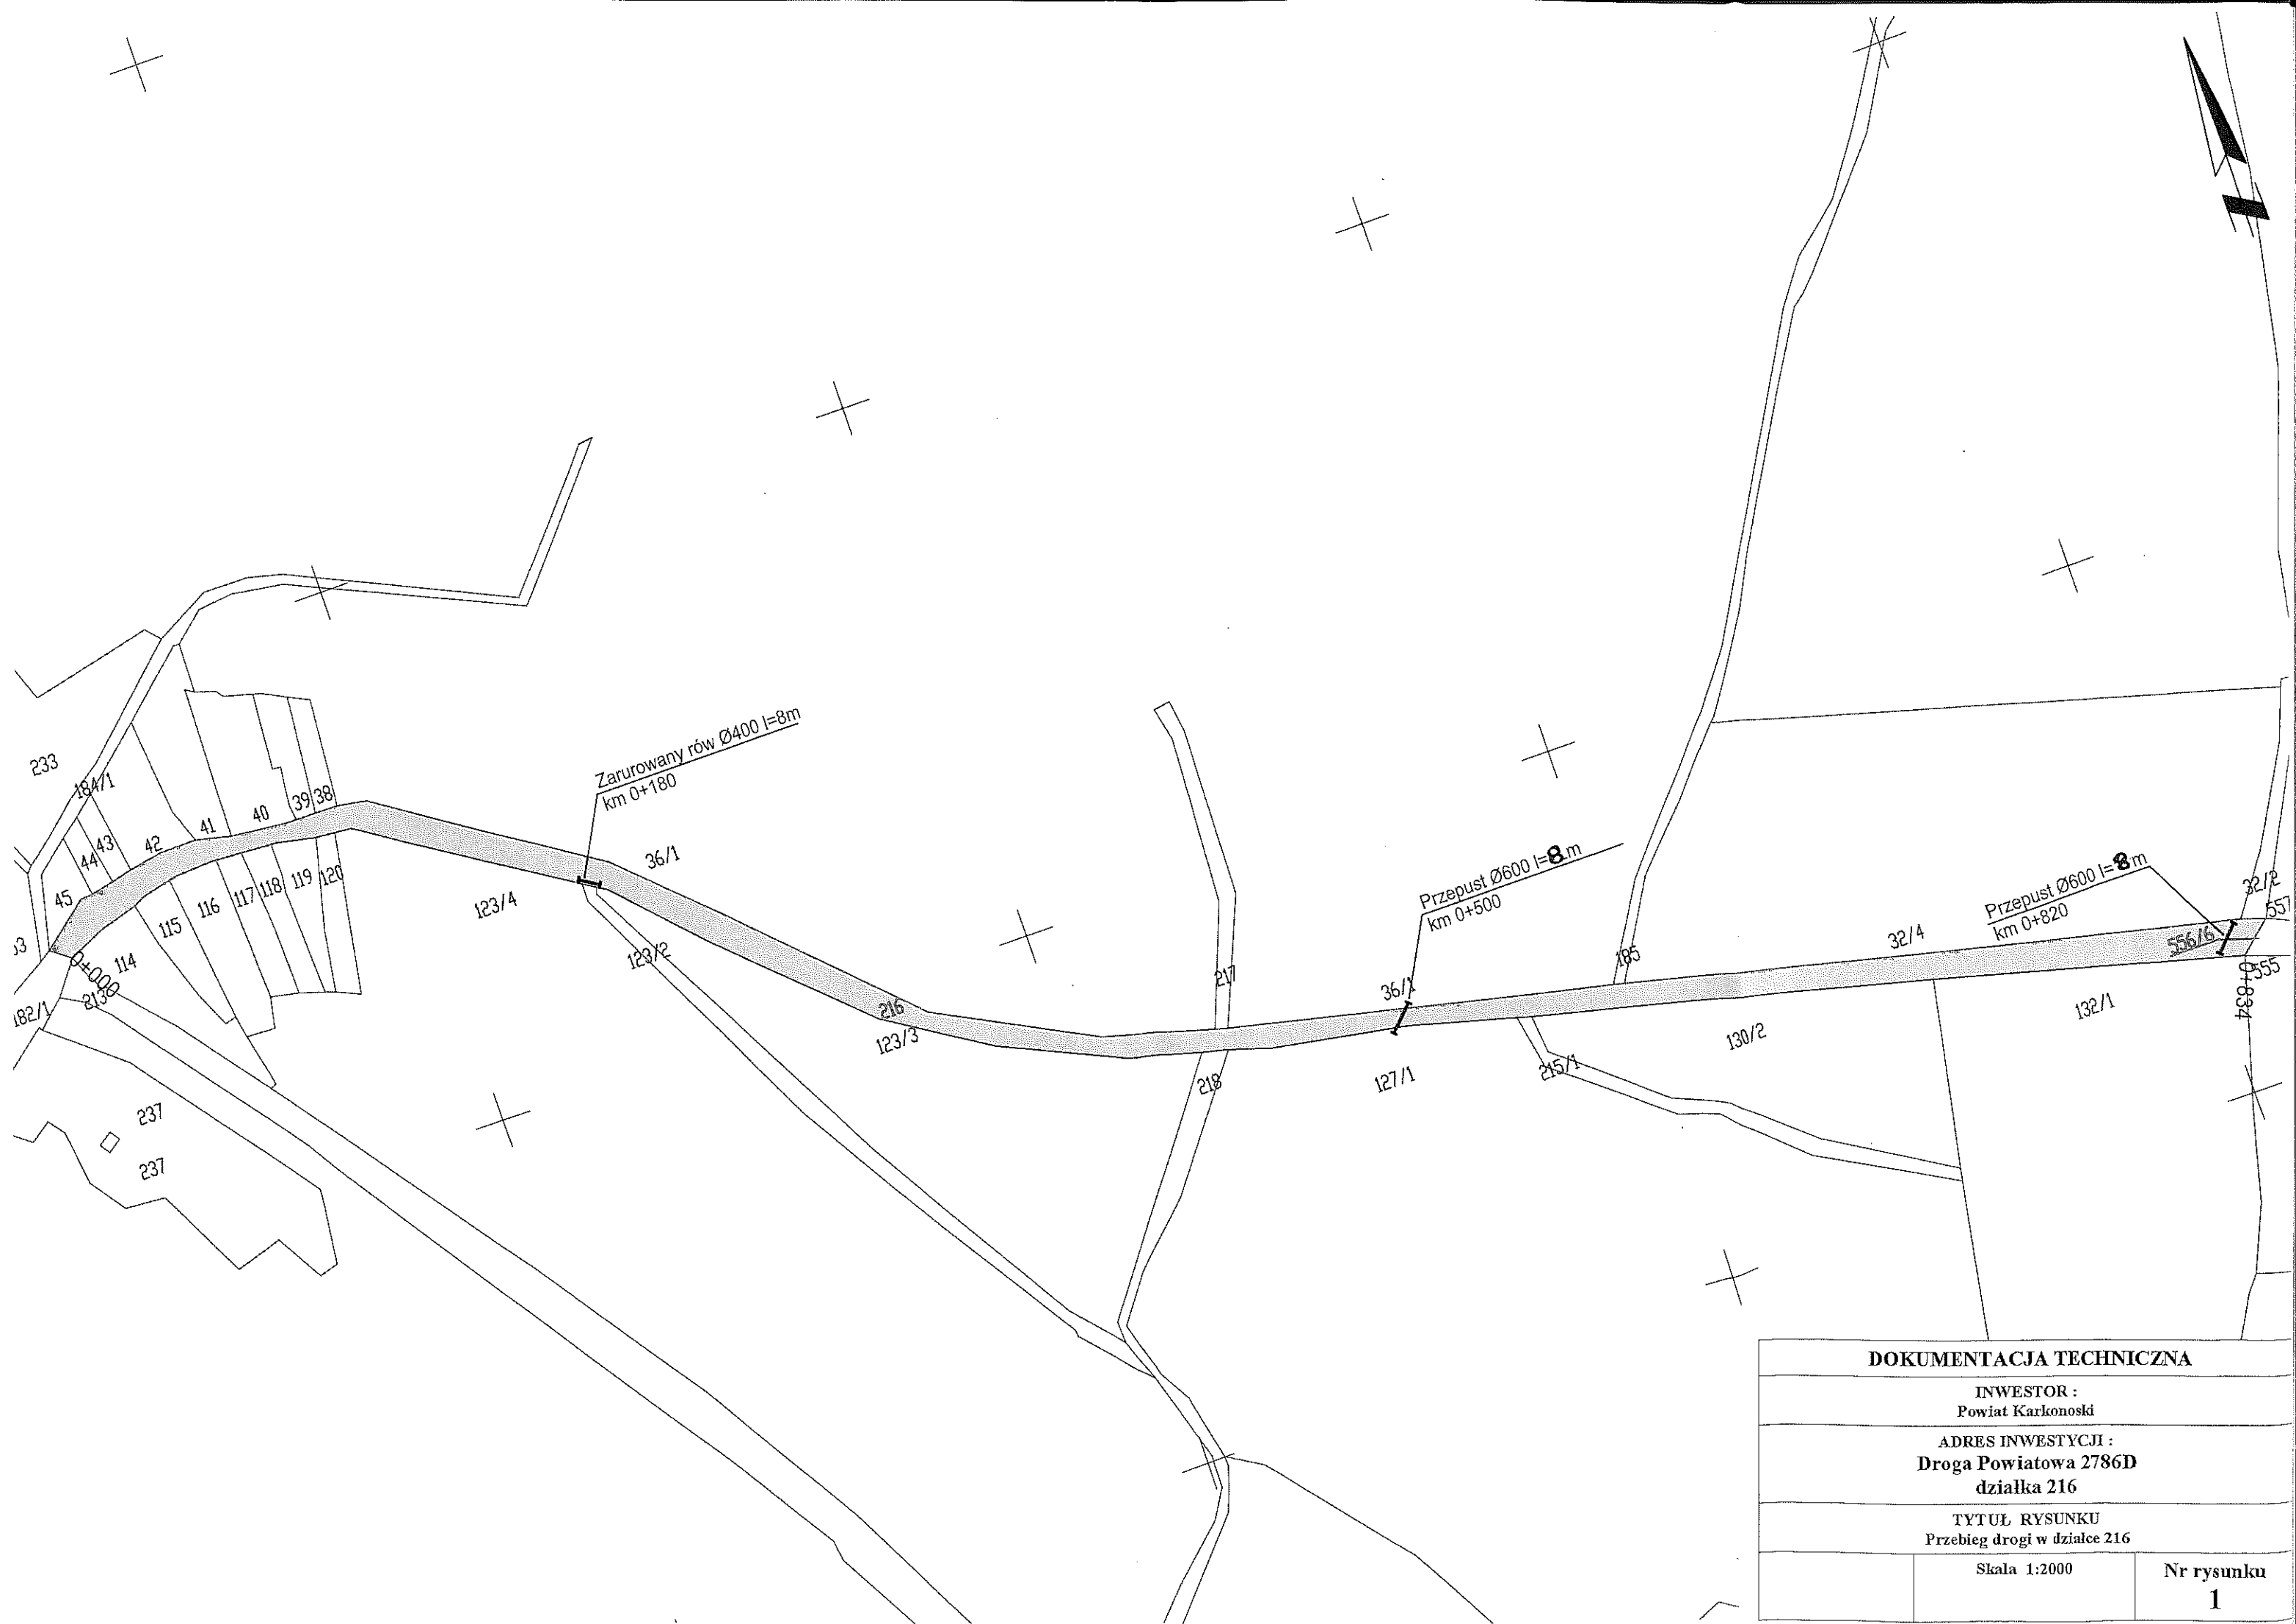 Zarurowany rów Ø400 l=8m
km 0+180
233
184/1
39
38
40
41
42
43
44
45
36/1
120
119
118
117
116
115
114
0+000
213
182/1
123/4
123/2
216
123/3
217
218
Przepust Ø600 l=8m
km 0+500
36/1
127/1
185
215/1
32/4
130/2
132/1
Przepust Ø600 l=8m
km 0+820
556/6
32/2
557
555
0+834
237
237
DOKUMENTACJA TECHNICZNA
INWESTOR :
Powiat Karkonoski
ADRES INWESTYCJI :
Droga Powiatowa 2786D
działka 216
TYTUŁ RYSUNKU
Przebieg drogi w działce 216
Skala 1:2000
Nr rysunku
1